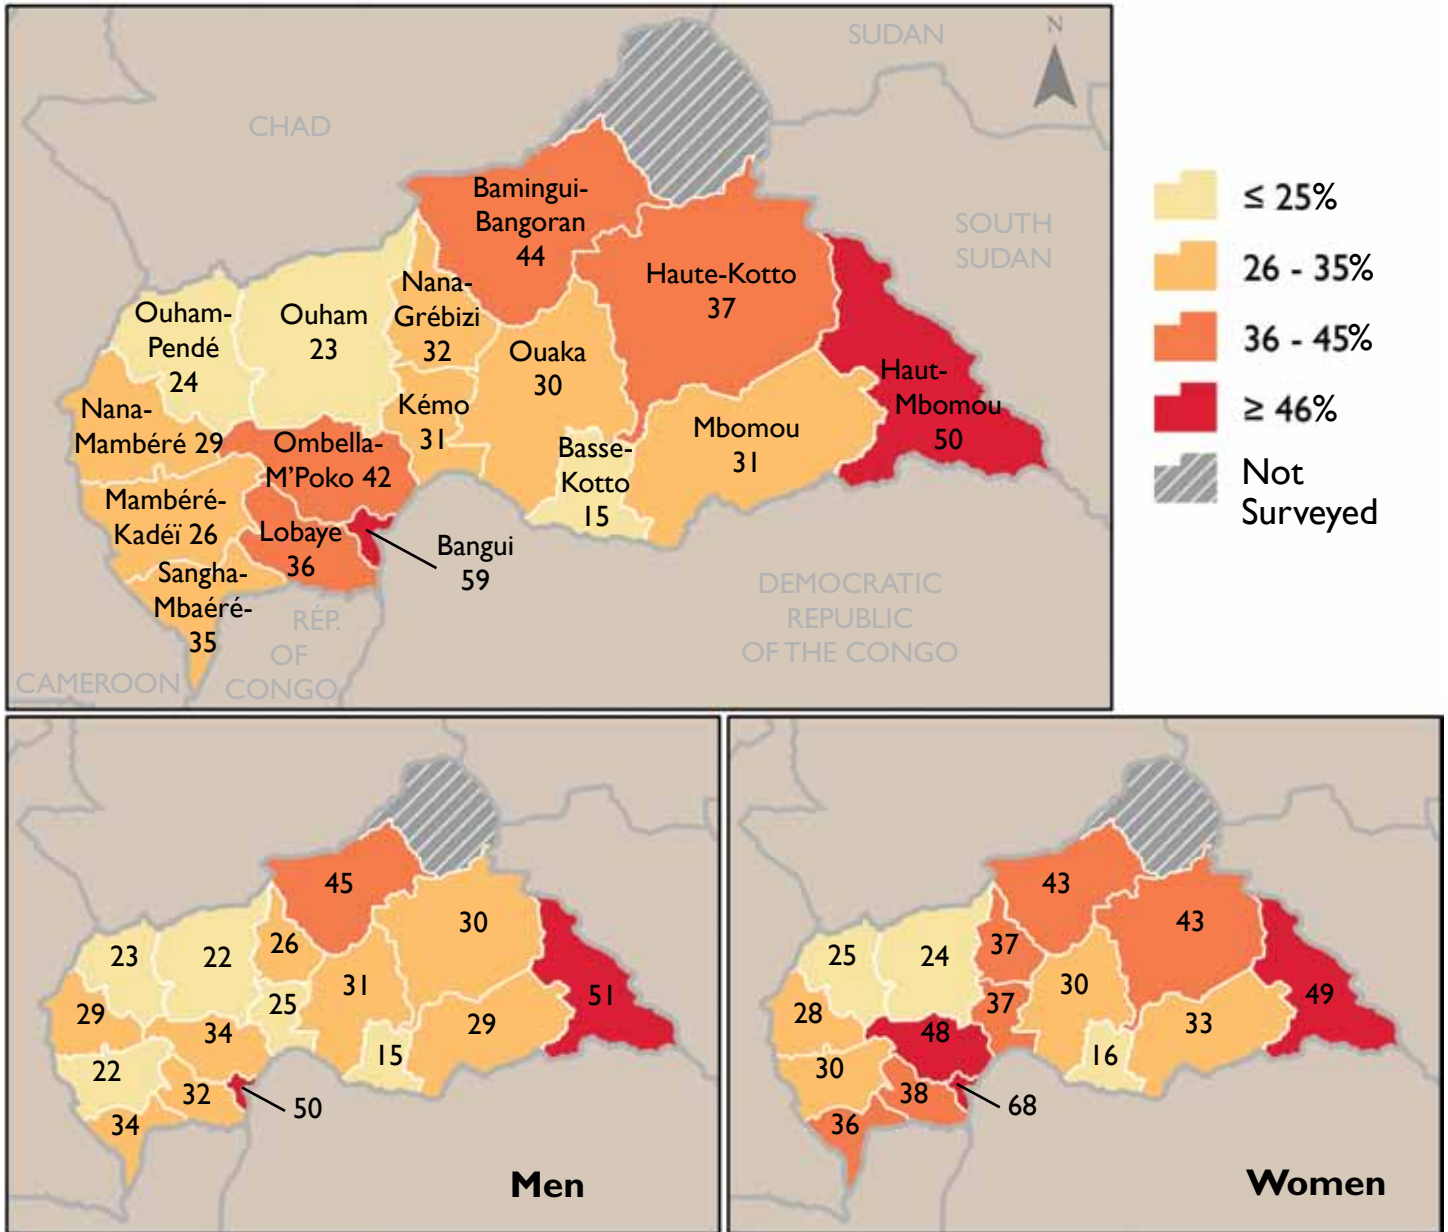 SUDAN
N
CHAD
SOUTH
SUDAN
Bamingui-
Bangoran
44
Haute-Kotto
37
Nana-
Grébizi
32
Ouham-
Pendé
24
Ouham
23
Ouaka
30
Haut-
Mbomou
50
Nana-
Mambéré 29
Kémo
31
Mbomou
31
Ombella-
M'Poko 42
Basse-
Kotto
15
Mambéré-
Kadéï 26
Lobaye
36
Bangui
59
Sangha-
Mbaéré-
35
DEMOCRATIC
REPUBLIC
OF THE CONGO
RÉP.
OF
CONGO
CAMEROON
≤ 25%
26 - 35%
36 - 45%
≥ 46%
Not
Surveyed
45
30
26
23
22
31
51
25
29
34
29
15
22
32
50
34
Men
43
43
37
25
24
30
49
37
28
48
33
16
30
38
68
36
Women